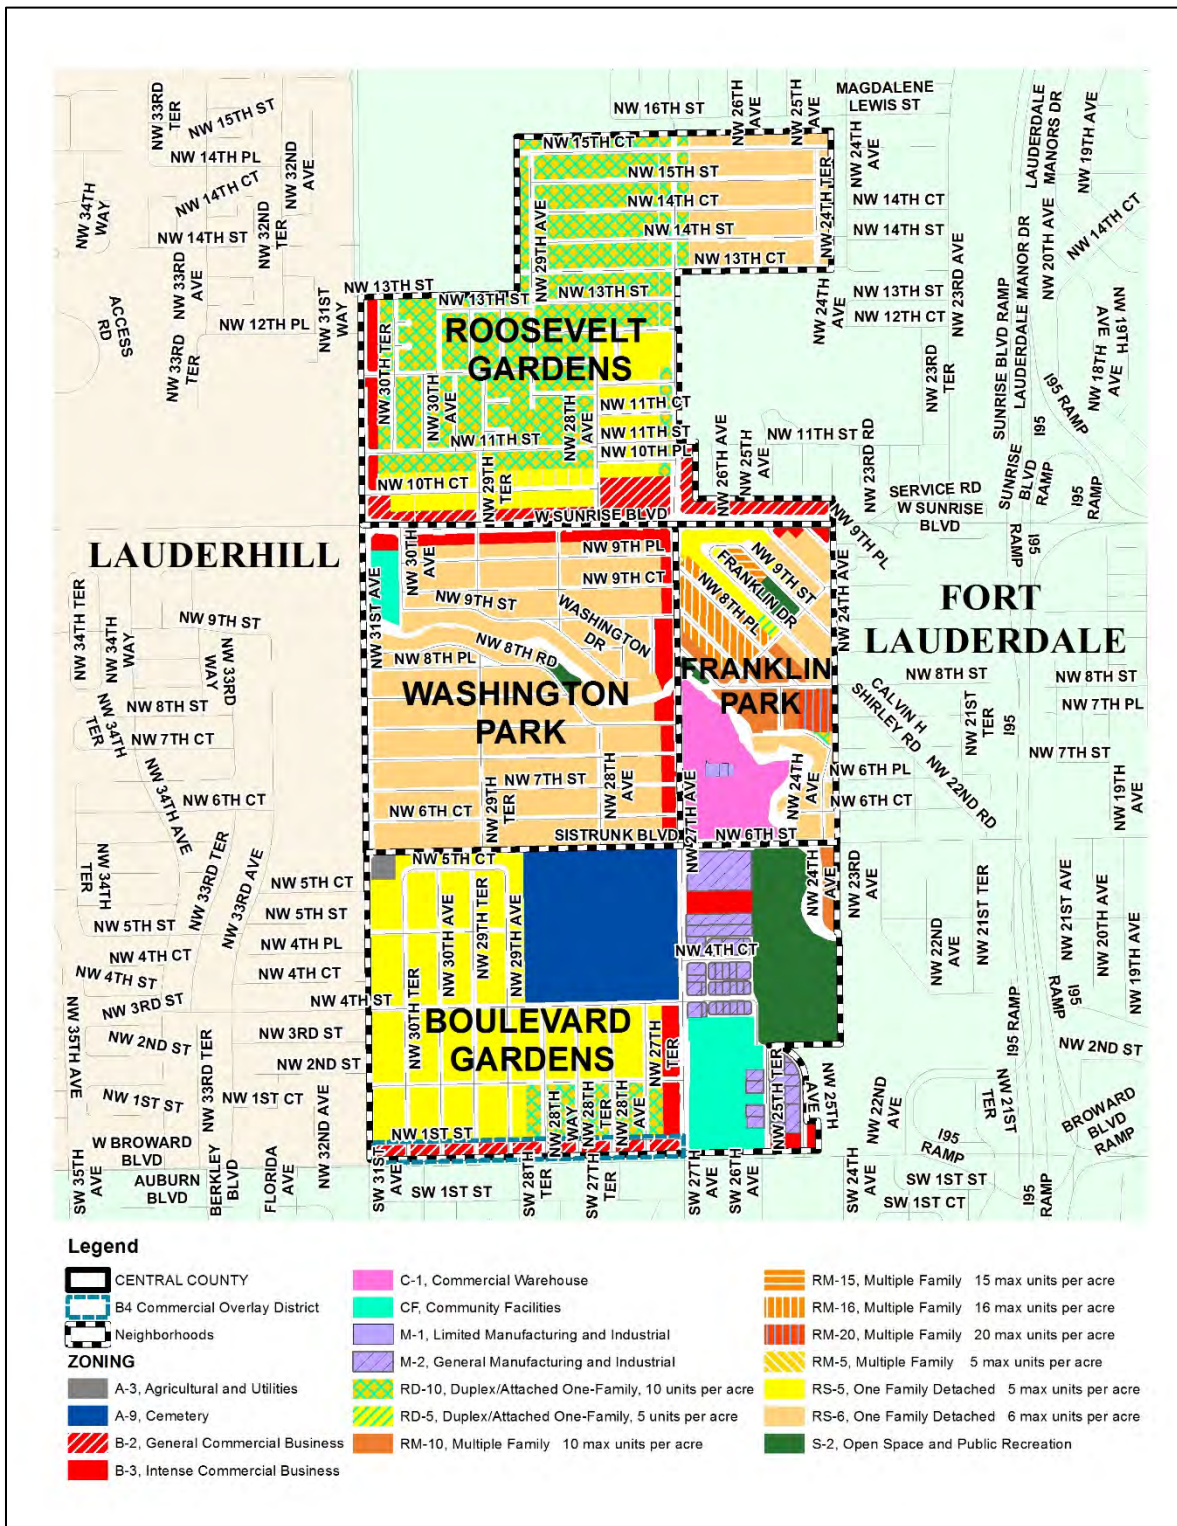 NW 33RD
TER
NW 15TH ST
NW 14TH PL
NW 32ND
AVE
NW 14TH CT
NW 34TH
WAY
NW 32ND
TER
NW 14TH ST
NW 33RD
AVE
ACCESS
RD
NW 12TH PL
NW 33RD
TER
NW 31ST
WAY
NW 16TH ST
NW 26TH
AVE
NW 25TH
AVE
MAGDALENE
LEWIS ST
NW 24TH
AVE
LAUDERDALE
MANORS DR
NW 19TH AVE
NW 15TH CT
NW 15TH ST
NW 14TH CT
NW 14TH ST
NW 13TH CT
NW 24TH TER
NW 29TH AVE
NW 14TH CT
NW 14TH ST
NW 20TH AVE
NW 14TH CT
NW 13TH ST
NW 13TH ST
NW 13TH ST
NW 24TH
AVE
NW 13TH ST
NW 12TH CT
NW 23RD AVE
NW 23RD
TER
SUNRISE BLVD RAMP
LAUDERDALE MANOR DR
NW 19TH
AVE
NW 18TH
AVE
I95 RAMP
I95
ROOSEVELT
GARDENS
NW 30TH TER
NW 30TH
AVE
NW 28TH
AVE
NW 11TH CT
NW 11TH ST
NW 11TH ST
NW 10TH PL
NW 29TH
TER
NW 10TH CT
NW 26TH AVE
NW 25TH
AVE
NW 11TH ST
NW 23RD RD
SERVICE RD
W SUNRISE
BLVD
SUNRISE
BLVD
RAMP
I95
RAMP
I95
RAMP
W SUNRISE BLVD
NW 9TH PL
LAUDERHILL
NW 31ST AVE
NW 30TH
AVE
NW 9TH PL
NW 9TH CT
NW 9TH ST
WASHINGTON
DR
NW 8TH RD
NW 8TH PL
NW 9TH ST
FRANKLIN DR
NW 8TH PL
NW 24TH AVE
FORT
LAUDERDALE
NW 34TH TER
NW 34TH
WAY
NW 9TH ST
NW 33RD
WAY
NW 8TH ST
NW 34TH
TER
NW 7TH CT
NW 34TH AVE
NW 6TH CT
WASHINGTON
PARK
FRANKLIN
PARK
NW 8TH ST
CALVIN H
SHIRLEY RD
NW 21ST
TER
I95
NW 8TH ST
NW 7TH PL
NW 7TH ST
NW 7TH ST
NW 28TH
AVE
NW 29TH
TER
NW 6TH CT
SISTRUNK BLVD
NW 27TH AVE
NW 24TH
AVE
NW 6TH PL
NW 6TH CT
NW 22ND RD
NW 19TH
AVE
NW 6TH ST
NW 34TH
TER
NW 33RD TER
NW 33RD AVE
NW 5TH CT
NW 5TH ST
NW 5TH ST
NW 4TH PL
NW 4TH CT
NW 4TH CT
NW 4TH ST
NW 4TH ST
NW 3RD ST
NW 3RD ST
NW 2ND ST
NW 2ND ST
NW 1ST ST
NW 1ST CT
NW 35TH AVE
NW 33RD TER
NW 32ND AVE
NW 5TH CT
NW 30TH AVE
NW 29TH TER
NW 29TH AVE
NW 30TH TER
NW 4TH CT
NW 24TH
AVE
NW 23RD
AVE
NW 22ND
AVE
NW 21ST TER
NW 21ST AVE
NW 20TH AVE
NW 19TH AVE
I95
RAMP
I95 RAMP
NW 2ND ST
BOULEVARD
GARDENS
NW 27TH
TER
NW 28TH
WAY
NW 28TH
TER
NW 28TH
AVE
NW 1ST ST
NW 25TH TER
NW 25TH
AVE
NW 22ND
AVE
I95
RAMP
NW 21ST
TER
BROWARD
BLVD
RAMP
W BROWARD
BLVD
AUBURN
BLVD
SW 35TH
AVE
BERKLEY
BLVD
FLORIDA
AVE
SW 31ST
AVE
SW 1ST ST
SW 28TH
TER
SW 27TH
TER
SW 27TH
AVE
SW 26TH
AVE
SW 24TH
AVE
SW 1ST ST
SW 1ST CT
I95
RAMP
Legend
CENTRAL COUNTY
B4 Commercial Overlay District
Neighborhoods
ZONING
A-3, Agricultural and Utilities
A-9, Cemetery
B-2, General Commercial Business
B-3, Intense Commercial Business
C-1, Commercial Warehouse
CF, Community Facilities
M-1, Limited Manufacturing and Industrial
M-2, General Manufacturing and Industrial
RD-10, Duplex/Attached One-Family, 10 units per acre
RD-5, Duplex/Attached One-Family, 5 units per acre
RM-10, Multiple Family 10 max units per acre
RM-15, Multiple Family 15 max units per acre
RM-16, Multiple Family 16 max units per acre
RM-20, Multiple Family 20 max units per acre
RM-5, Multiple Family 5 max units per acre
RS-5, One Family Detached 5 max units per acre
RS-6, One Family Detached 6 max units per acre
S-2, Open Space and Public Recreation